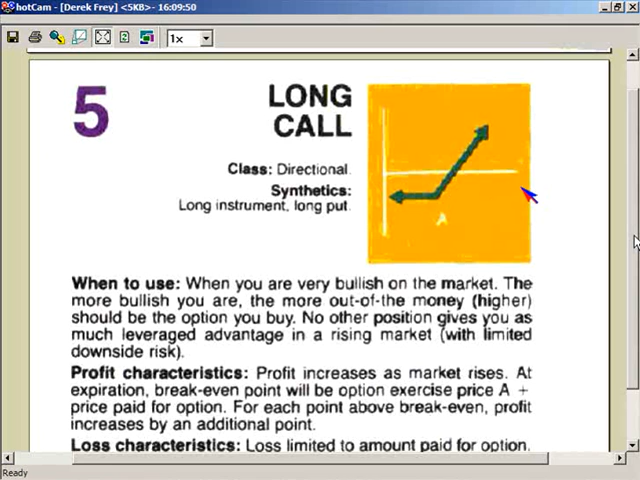 hotCam - [Derek Frey] <5KB> - 16:09:50
1x
5
LONG
CALL
Class: Directional.
Synthetics:
Long instrument, long put.
A
When to use: When you are very bullish on the market. The
more bullish you are, the more out-of-the money (higher)
should be the option you buy. No other position gives you as
much leveraged advantage in a rising market (with limited
downside risk).
Profit characteristics: Profit increases as market rises. At
expiration, break-even point will be option exercise price A +
price paid for option. For each point above break-even, profit
increases by an additional point.
Loss characteristics: Loss limited to amount paid for option.
Ready